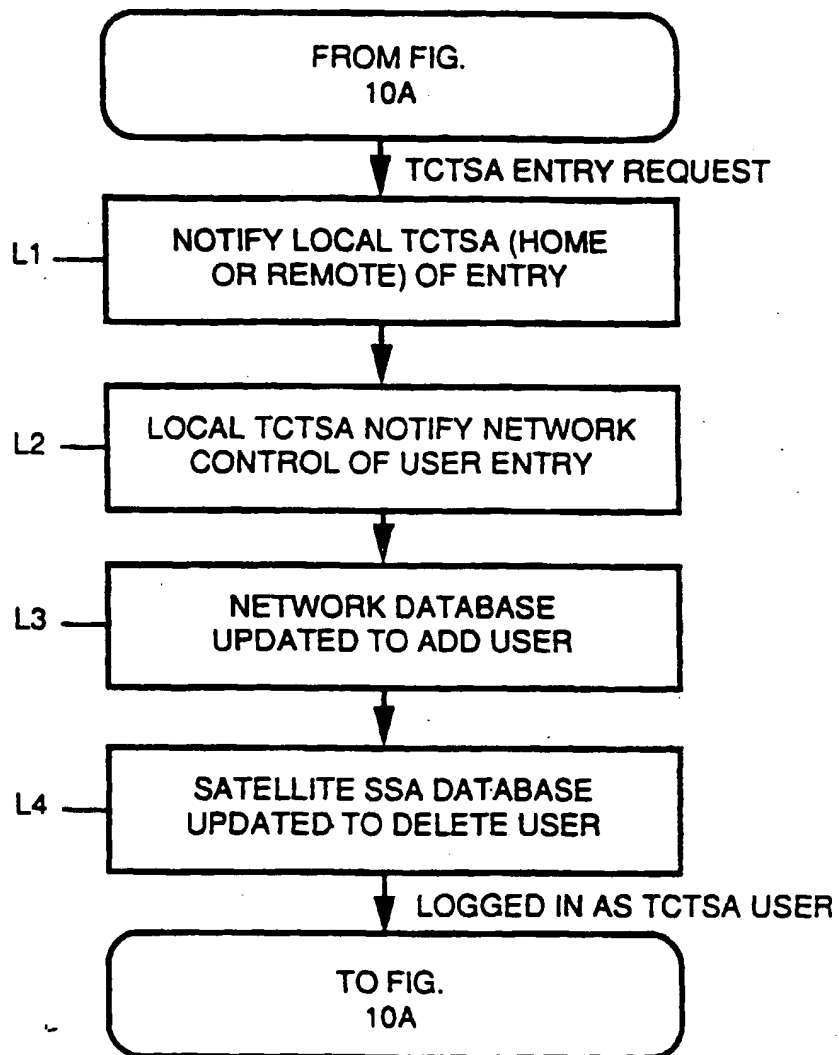 FROM FIG.
10A
TCTSA ENTRY REQUEST
L1
NOTIFY LOCAL TCTSA (HOME
OR REMOTE) OF ENTRY
L2
LOCAL TCTSA NOTIFY NETWORK
CONTROL OF USER ENTRY
L3
NETWORK DATABASE
UPDATED TO ADD USER
L4
SATELLITE SSA DATABASE
UPDATED TO DELETE USER
LOGGED IN AS TCTSA USER
TO FIG.
10A